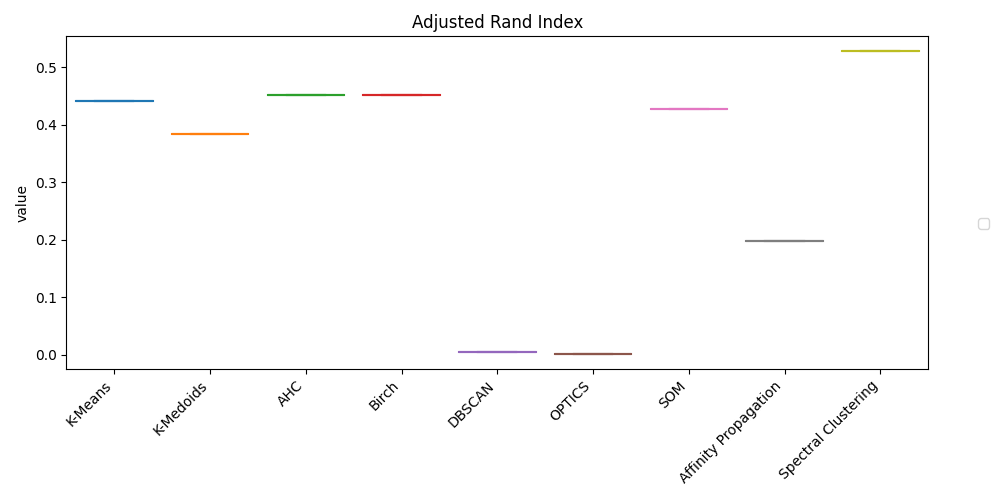 Adjusted Rand Index
value
0.5
0.4
0.3
0.2
0.1
0.0
K-Means
K-Medoids
AHC
Birch
DBSCAN
OPTICS
SOM
Affinity Propagation
Spectral Clustering